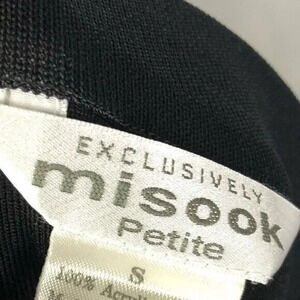 EXCLUSIVELY
misook
Petite
S
100%